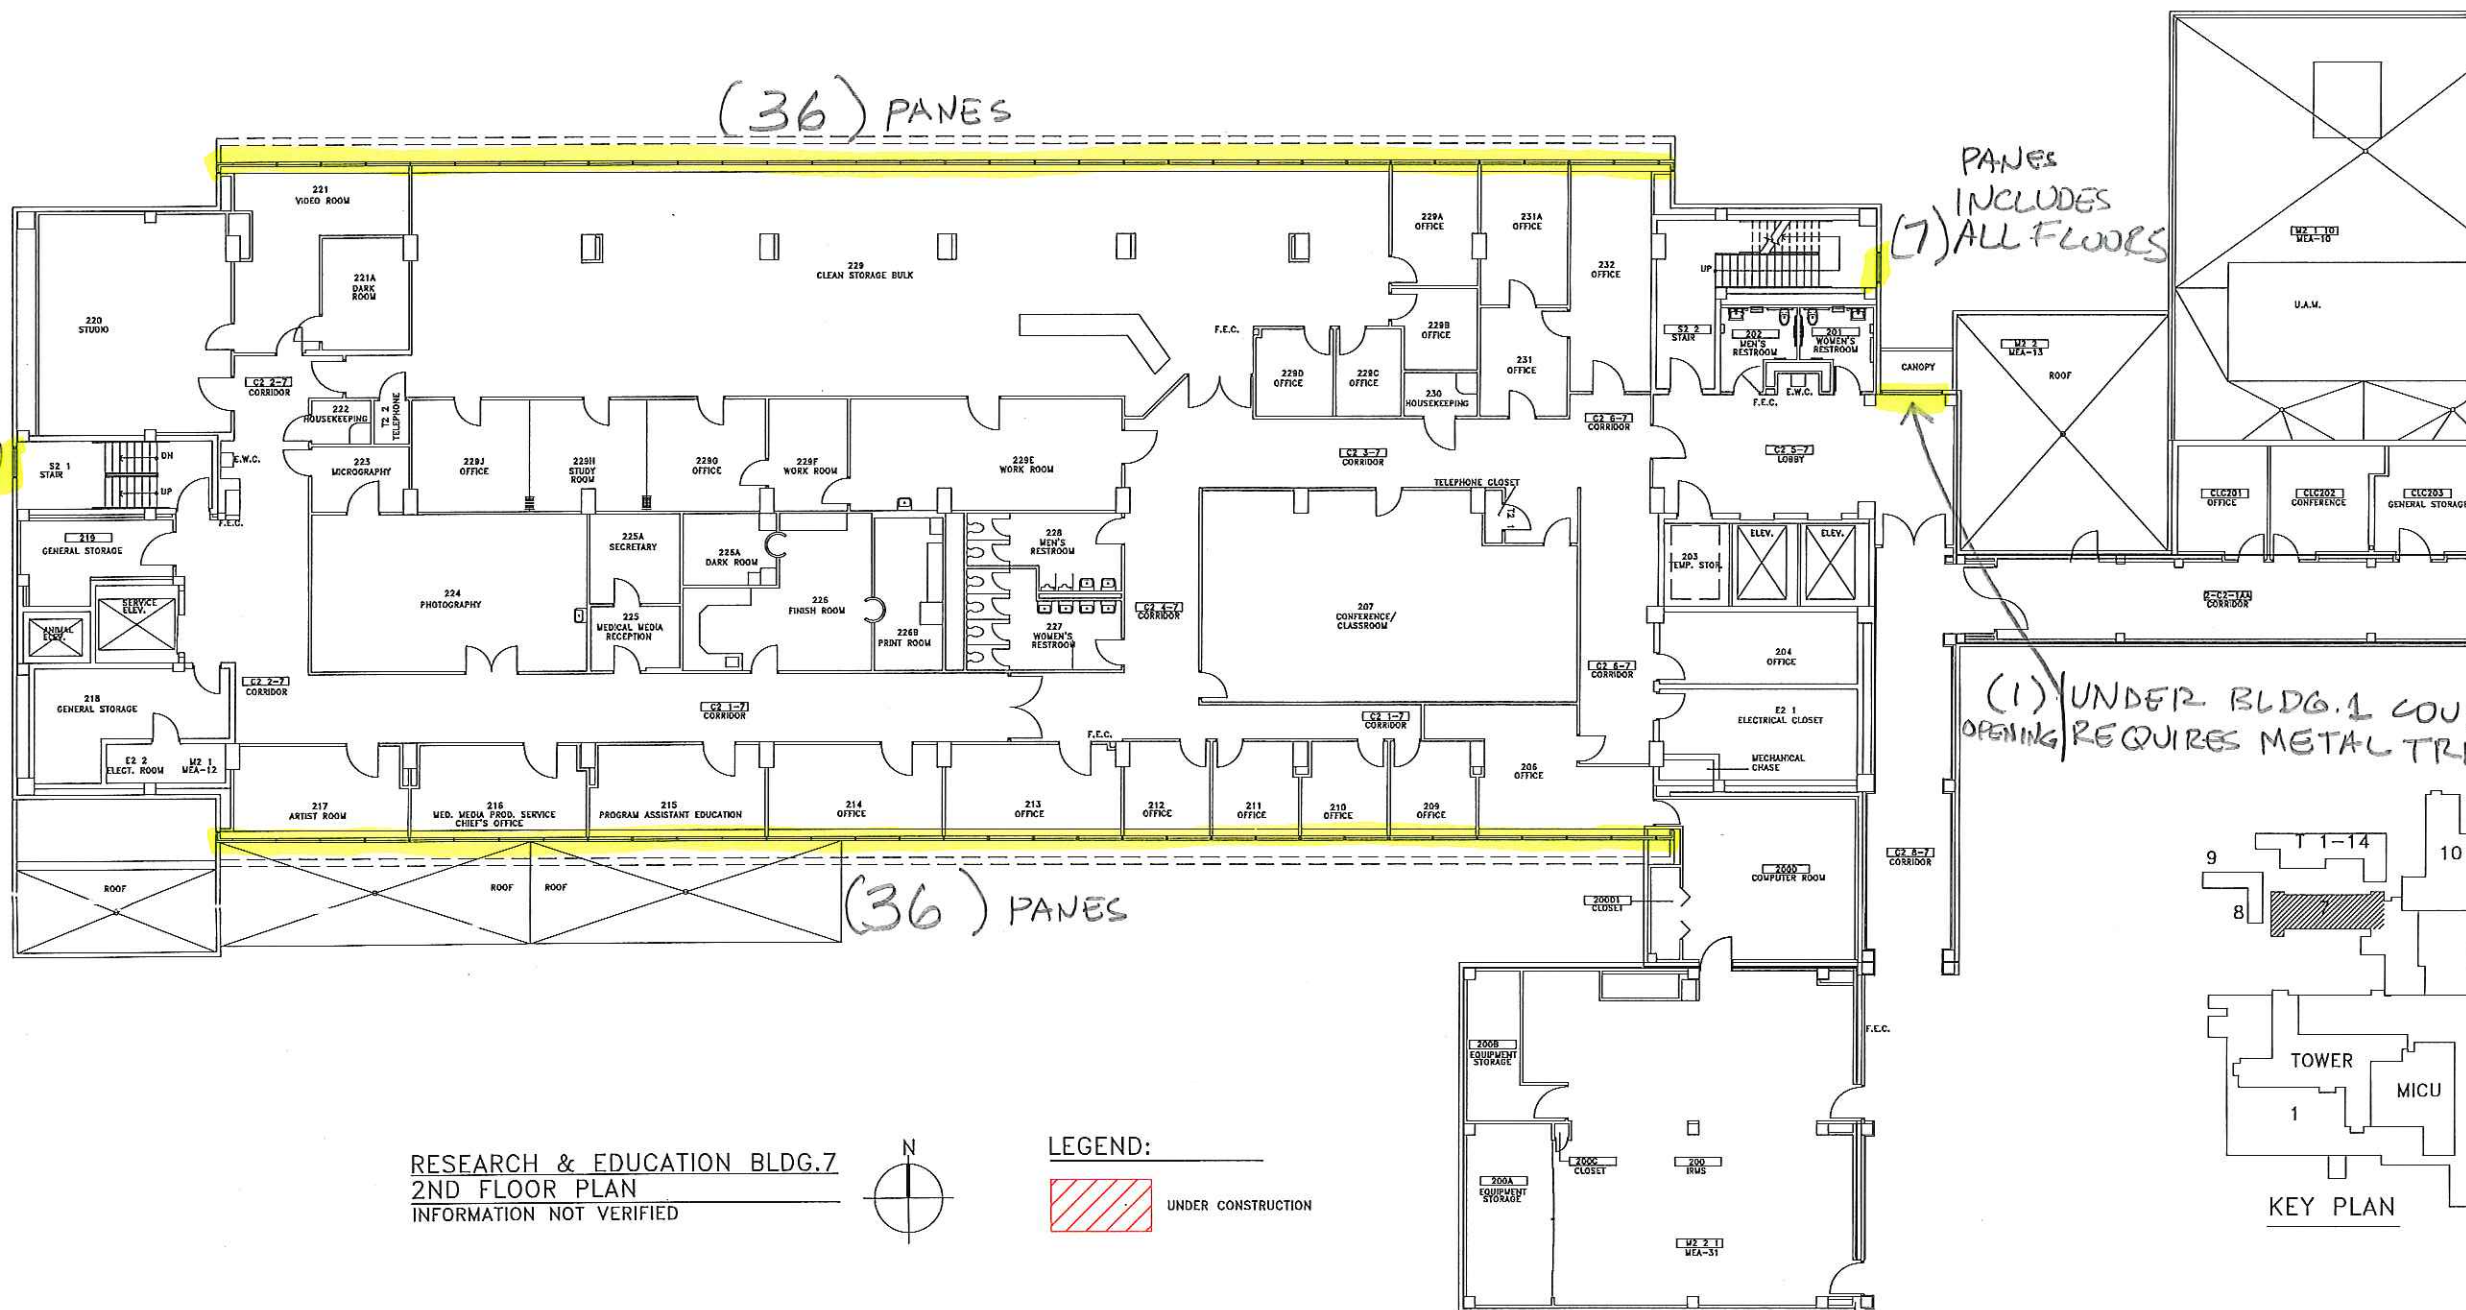 (36) PANES
PANES
INCLUDES
(7) ALL FLOORS
221
VIDEO ROOM
221A
DARK
ROOM
220
STUDIO
229
CLEAN STORAGE BULK
229A
OFFICE
231A
OFFICE
232
OFFICE
229B
OFFICE
F.E.C.
229D
OFFICE
229C
OFFICE
231
OFFICE
230
HOUSEKEEPING
UP
S2 2
STAIR
202
MEN'S
RESTROOM
201
WOMEN'S
RESTROOM
E.W.C.
F.E.C.
CANOPY
M2 2
MEA-13
ROOF
M2 1 10
MEA-10
U.A.M.
C2 2-7
CORRIDOR
222
HOUSEKEEPING
T2 2
TELEPHONE
223
MICROGRAPHY
229J
OFFICE
229H
STUDY
ROOM
229G
OFFICE
229F
WORK ROOM
229E
WORK ROOM
C2 3-7
CORRIDOR
C2 6-7
CORRIDOR
C2 5-7
LOBBY
TELEPHONE CLOSET
T2 1
S2 1
STAIR
DN
UP
E.W.C.
F.E.C.
219
GENERAL STORAGE
SERVICE
ELEV.
ANIMAL
ELEV.
224
PHOTOGRAPHY
225A
SECRETARY
225
MEDICAL MEDIA
RECEPTION
226A
DARK ROOM
226
FINISH ROOM
226B
PRINT ROOM
228
MEN'S
RESTROOM
227
WOMEN'S
RESTROOM
C2 4-7
CORRIDOR
207
CONFERENCE/
CLASSROOM
203
TEMP. STOR.
ELEV.
ELEV.
CLC201
OFFICE
CLC202
CONFERENCE
CLC203
GENERAL STORAGE
2-C2-1AA
CORRIDOR
204
OFFICE
C2 6-7
CORRIDOR
E2 1
ELECTRICAL CLOSET
MECHANICAL
CHASE
(1) UNDER BLDG.1
OPENING REQUIRES METAL
218
GENERAL STORAGE
C2 2-7
CORRIDOR
C2 1-7
CORRIDOR
C2 1-7
CORRIDOR
F.E.C.
E2 2
ELECT. ROOM
M2 1
MEA-12
217
ARTIST ROOM
216
MED. MEDIA PROD. SERVICE
CHIEF'S OFFICE
215
PROGRAM ASSISTANT EDUCATION
214
OFFICE
213
OFFICE
212
OFFICE
211
OFFICE
210
OFFICE
209
OFFICE
206
OFFICE
ROOF
ROOF
ROOF
(36) PANES
200D
COMPUTER ROOM
200D1
CLOSET
C2 8-7
CORRIDOR
F.E.C.
200B
EQUIPMENT
STORAGE
200C
CLOSET
200
IRMS
200A
EQUIPMENT
STORAGE
M2 2 1
MEA-31
9
8
T 1-14
10
7
TOWER
MICU
1
KEY PLAN
RESEARCH & EDUCATION BLDG.7
2ND FLOOR PLAN
INFORMATION NOT VERIFIED
N
LEGEND:
UNDER CONSTRUCTION